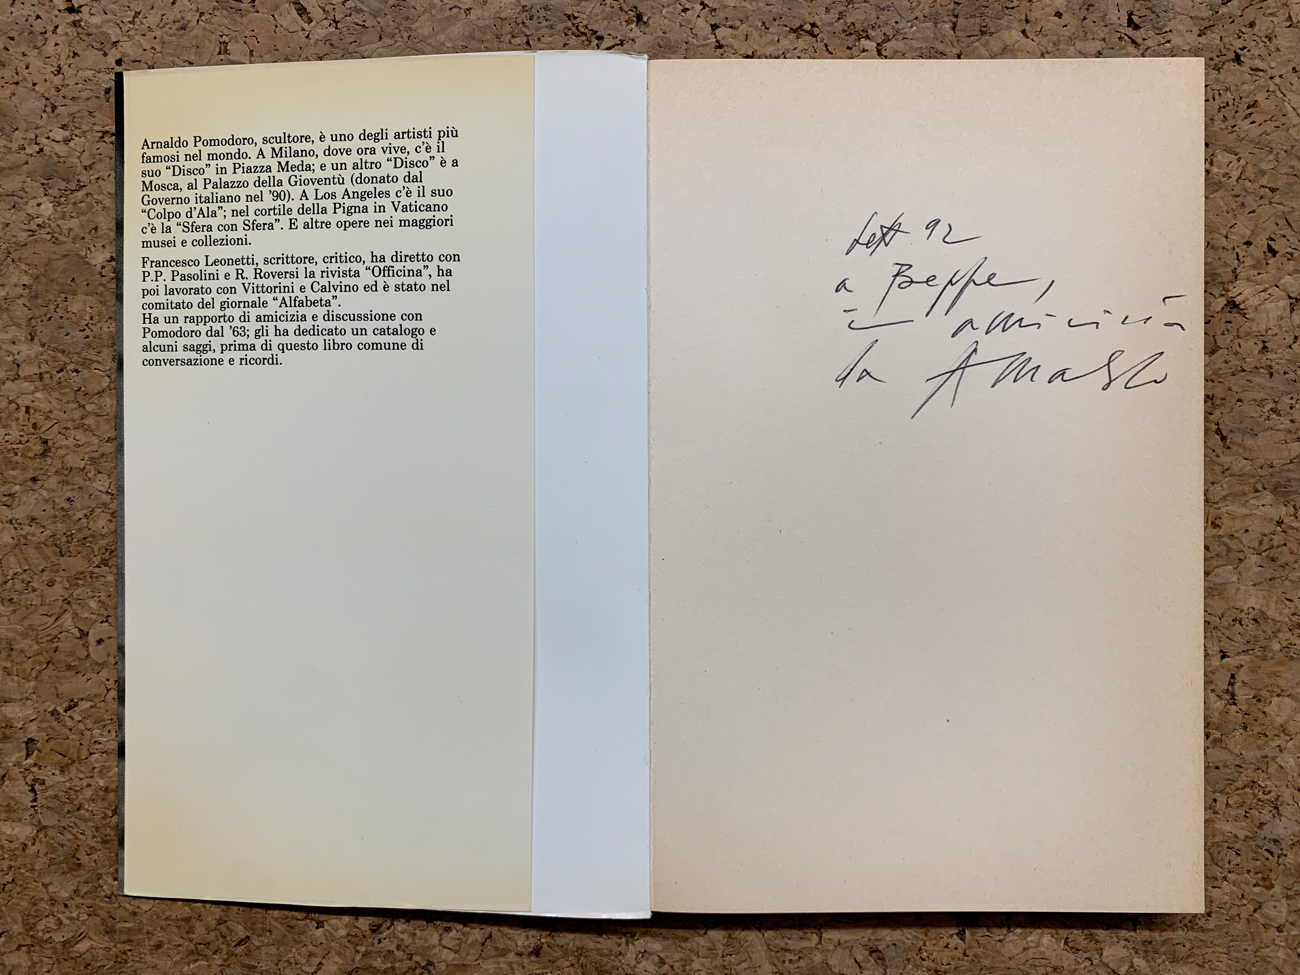 Arnaldo Pomodoro, scultore, è uno degli artisti più
famosi nel mondo. A Milano, dove ora vive, c'è il
suo “Disco” in Piazza Meda; e un altro “Disco” è a
Mosca, al Palazzo della Gioventù (donato dal
Governo italiano nel '90). A Los Angeles c'è il suo
“Colpo d'Ala”; nel cortile della Pigna in Vaticano
c'è la “Sfera con Sfera”. E altre opere nei maggiori
musei e collezioni.
Francesco Leonetti, scrittore, critico, ha diretto con
P.P. Pasolini e R. Roversi la rivista “Officina”, ha
poi lavorato con Vittorini e Calvino ed è stato nel
comitato del giornale “Alfabeta”.
Ha un rapporto di amicizia e discussione con
Pomodoro dal '63; gli ha dedicato un catalogo e
alcuni saggi, prima di questo libro comune di
conversazione e ricordi.
Sett 92
a Beppe,
in amicizia
da Arnaldo